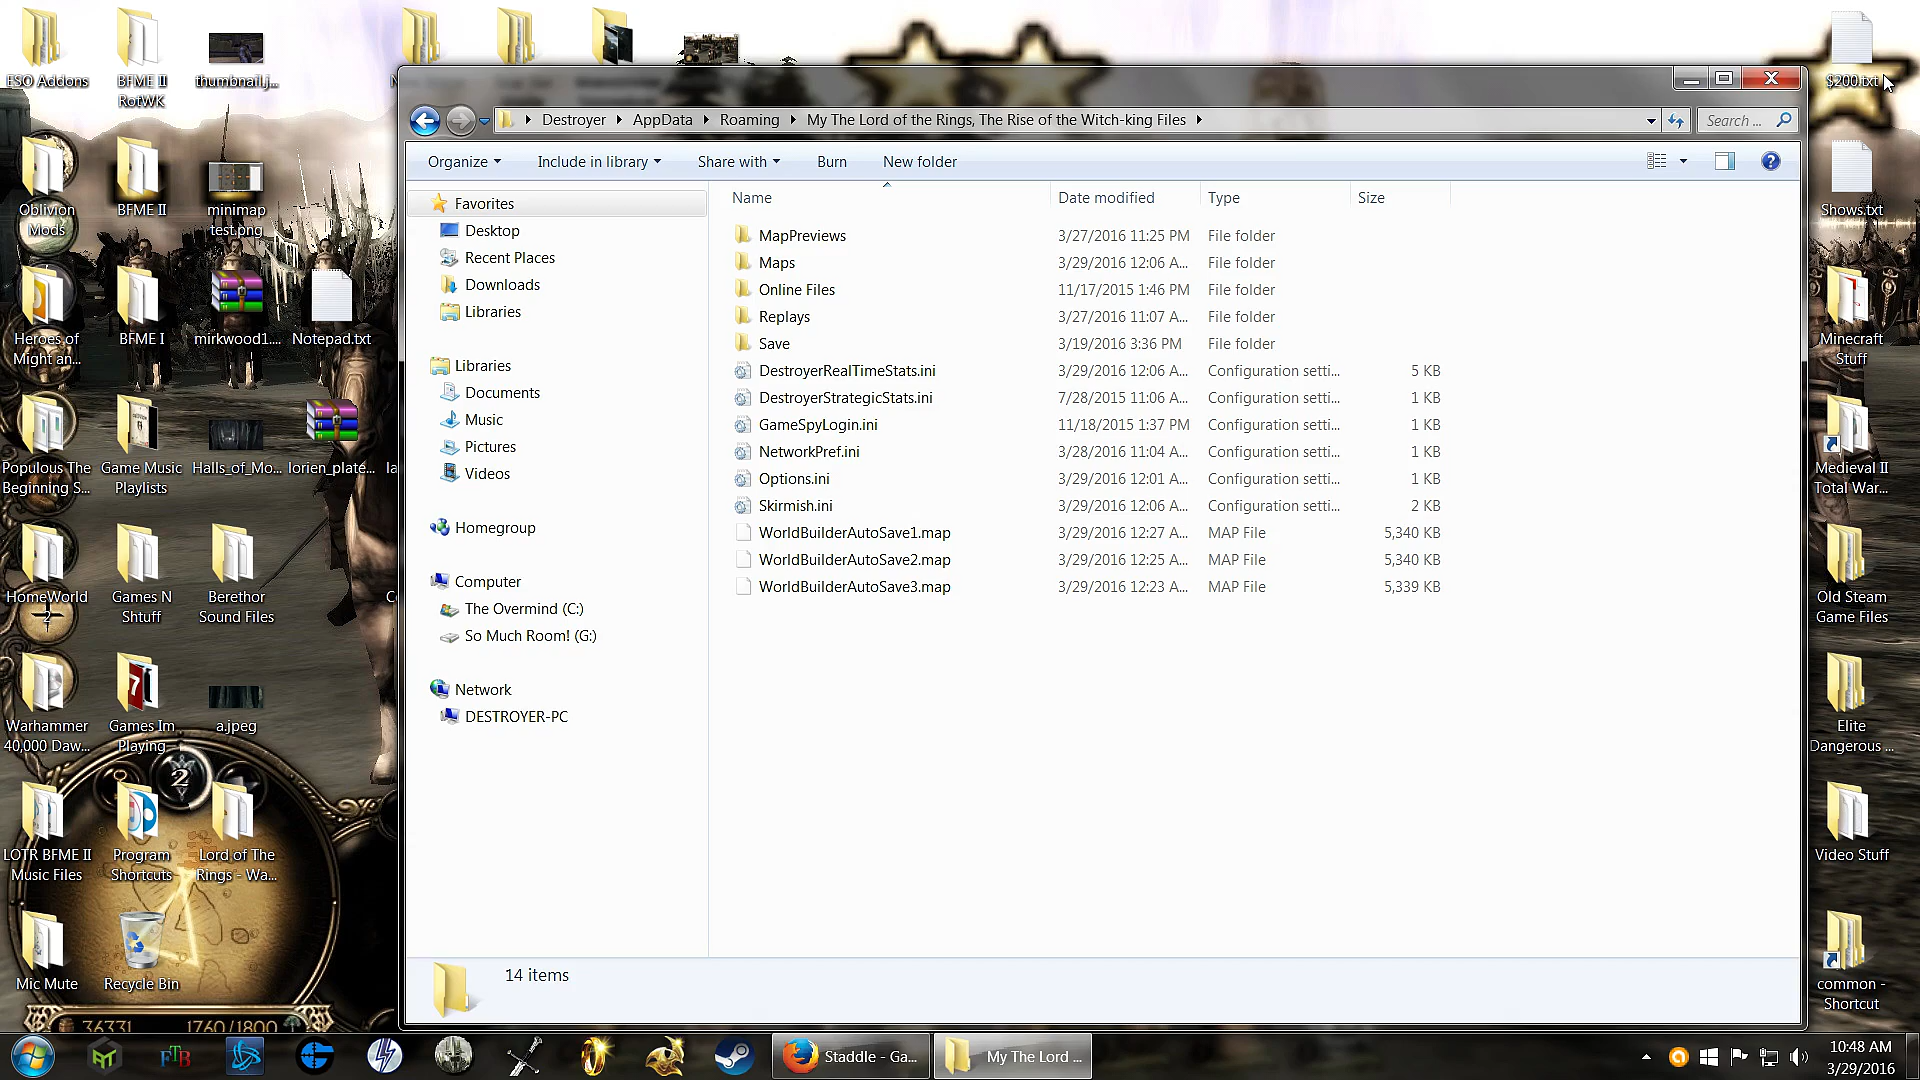 ESO Addons
BFME II
RotWK
thumbnail.j...
$200.txt
Destroyer
AppData
Roaming
My The Lord of the Rings, The Rise of the Witch-king Files
Search ...
Organize
Include in library
Share with
Burn
New folder
Favorites
Desktop
Recent Places
Downloads
Libraries
Libraries
Documents
Music
Pictures
Videos
Homegroup
Computer
The Overmind (C:)
So Much Room! (G:)
Network
DESTROYER-PC
Name
Date modified
Type
Size
MapPreviews 3/27/2016 11:25 PM File folder
Maps 3/29/2016 12:06 A... File folder
Online Files 11/17/2015 1:46 PM File folder
Replays 3/27/2016 11:07 A... File folder
Save 3/19/2016 3:36 PM File folder
DestroyerRealTimeStats.ini 3/29/2016 12:06 A... Configuration setti... 5 KB
DestroyerStrategicStats.ini 7/28/2015 11:06 A... Configuration setti... 1 KB
GameSpyLogin.ini 11/18/2015 1:37 PM Configuration setti... 1 KB
NetworkPref.ini 3/28/2016 11:04 A... Configuration setti... 1 KB
Options.ini 3/29/2016 12:01 A... Configuration setti... 1 KB
Skirmish.ini 3/29/2016 12:06 A... Configuration setti... 2 KB
WorldBuilderAutoSave1.map 3/29/2016 12:27 A... MAP File 5,340 KB
WorldBuilderAutoSave2.map 3/29/2016 12:25 A... MAP File 5,340 KB
WorldBuilderAutoSave3.map 3/29/2016 12:23 A... MAP File 5,339 KB
14 items
Oblivion
Mods
BFME II
minimap
test.png
Heroes of
Might an...
BFME I
mirkwood1....
Notepad.txt
Populous The
Beginning S...
Game Music
Playlists
Halls_of_Mo...
lorien_plate...
HomeWorld
2
Games N
Shtuff
Berethor
Sound Files
Warhammer
40,000 Daw...
Games Im
Playing
a.jpeg
2
LOTR BFME II
Music Files
Program
Shortcuts
Lord of The
Rings - Wa...
Mic Mute
Recycle Bin
36331
1760/1800
Shows.txt
Minecraft
Stuff
Medieval II
Total War...
Old Steam
Game Files
Elite
Dangerous ...
Video Stuff
common -
Shortcut
FTB
Staddle - Ga...
My The Lord ...
10:48 AM
3/29/2016